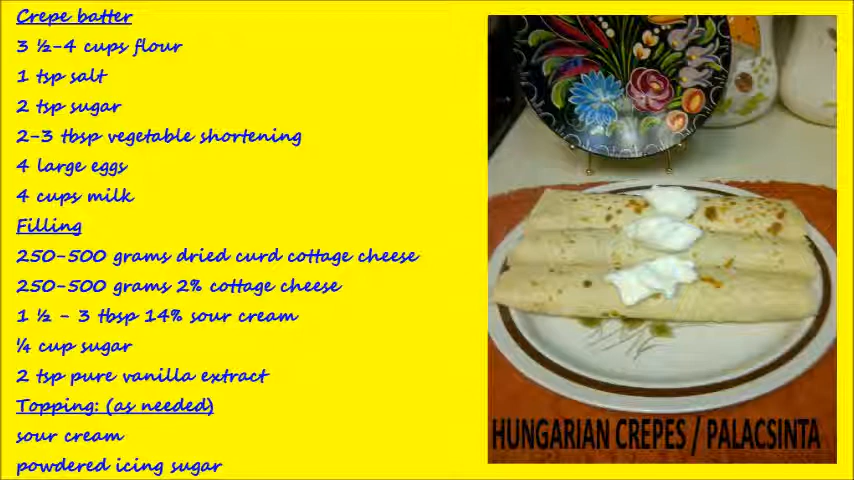 Crepe batter
3 ½-4 cups flour
1 tsp salt
2 tsp sugar
2-3 tbsp vegetable shortening
4 large eggs
4 cups milk
Filling
250-500 grams dried curd cottage cheese
250-500 grams 2% cottage cheese
1 ½ - 3 tbsp 14% sour cream
¼ cup sugar
2 tsp pure vanilla extract
Topping: (as needed)
sour cream
powdered icing sugar
HUNGARIAN CREPES / PALACSINTA